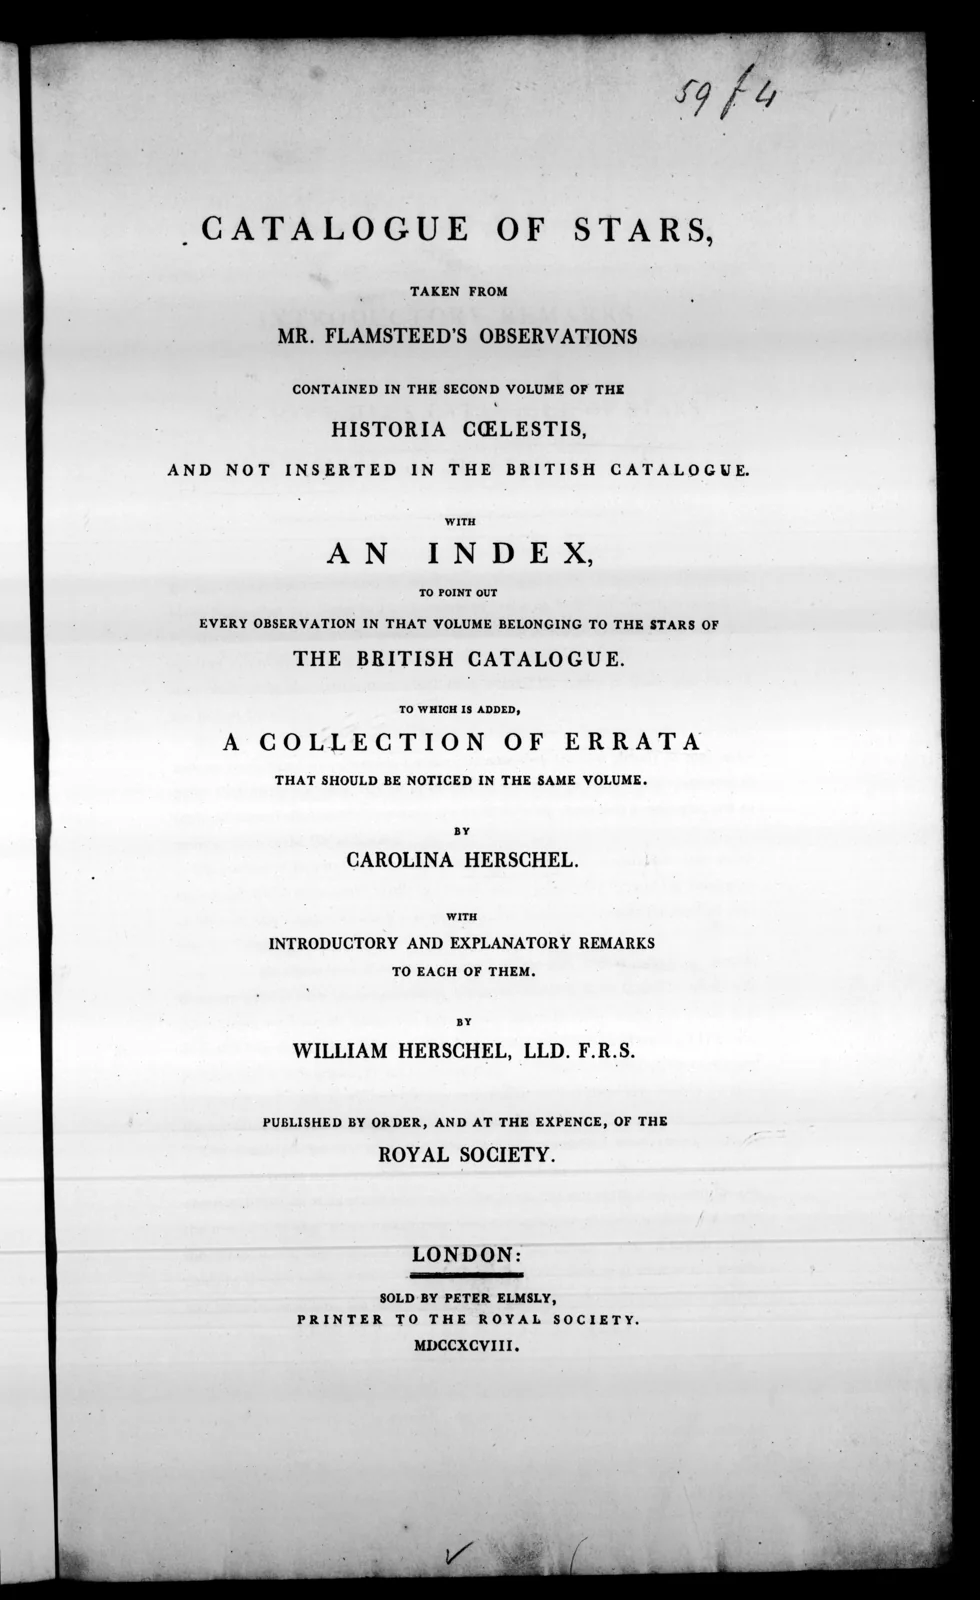 59 f 4
CATALOGUE OF STARS,
TAKEN FROM
MR. FLAMSTEED'S OBSERVATIONS
CONTAINED IN THE SECOND VOLUME OF THE
HISTORIA CŒLESTIS,
AND NOT INSERTED IN THE BRITISH CATALOGUE.
WITH
AN INDEX,
TO POINT OUT
EVERY OBSERVATION IN THAT VOLUME BELONGING TO THE STARS OF
THE BRITISH CATALOGUE.
TO WHICH IS ADDED,
A COLLECTION OF ERRATA
THAT SHOULD BE NOTICED IN THE SAME VOLUME.
BY
CAROLINA HERSCHEL.
WITH
INTRODUCTORY AND EXPLANATORY REMARKS
TO EACH OF THEM.
BY
WILLIAM HERSCHEL, LLD. F.R.S.
PUBLISHED BY ORDER, AND AT THE EXPENCE, OF THE
ROYAL SOCIETY.
LONDON:
SOLD BY PETER ELMSLY,
PRINTER TO THE ROYAL SOCIETY.
MDCCXCVIII.